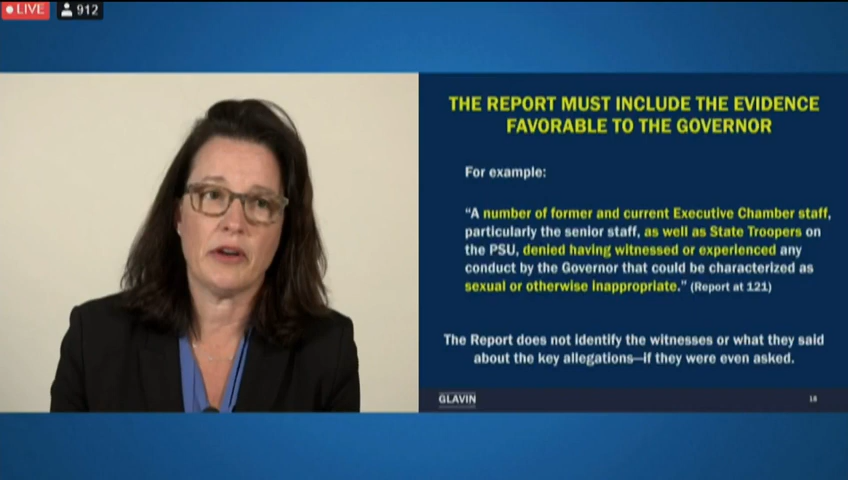 LIVE 912
THE REPORT MUST INCLUDE THE EVIDENCE
FAVORABLE TO THE GOVERNOR
For example:
“A number of former and current Executive Chamber staff,
particularly the senior staff, as well as State Troopers on
the PSU, denied having witnessed or experienced any
conduct by the Governor that could be characterized as
sexual or otherwise inappropriate.” (Report at 121)
The Report does not identify the witnesses or what they said
about the key allegations—if they were even asked.
GLAVIN 18